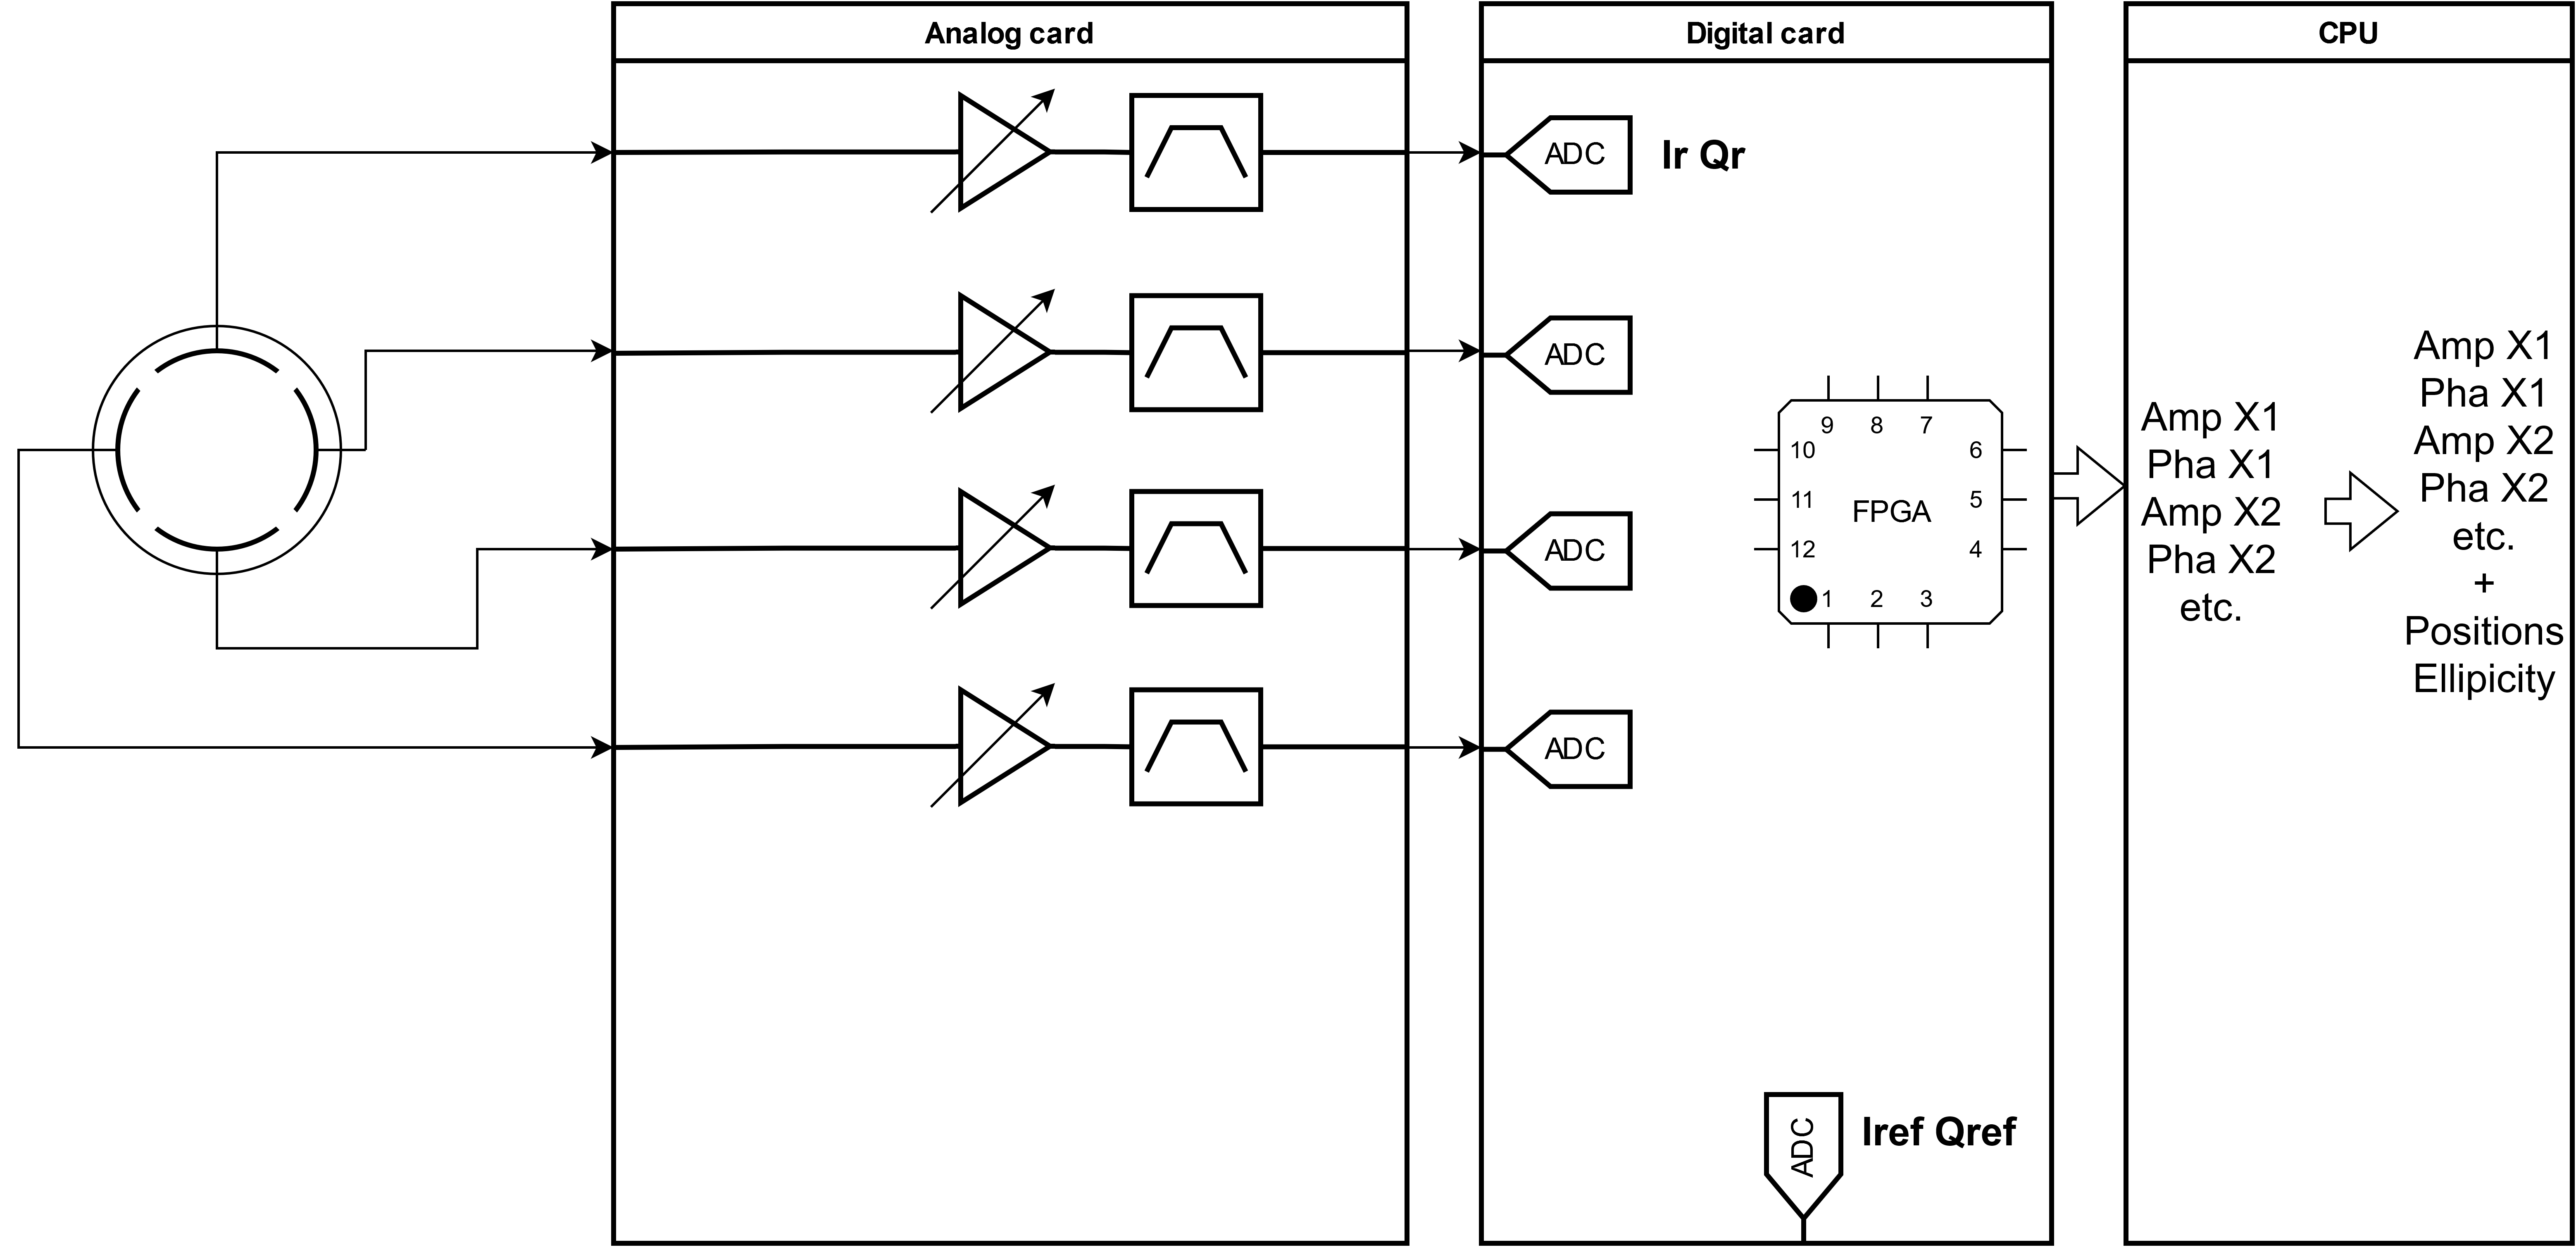 Analog card
Digital card
CPU
ADC
Ir Qr
ADC
ADC
ADC
9 8 7
10 6
11 FPGA 5
12 4
1 2 3
ADC
Iref Qref
Amp X1
Pha X1
Amp X2
Pha X2
etc.
Amp X1
Pha X1
Amp X2
Pha X2
etc.
+
Positions
Ellipicity